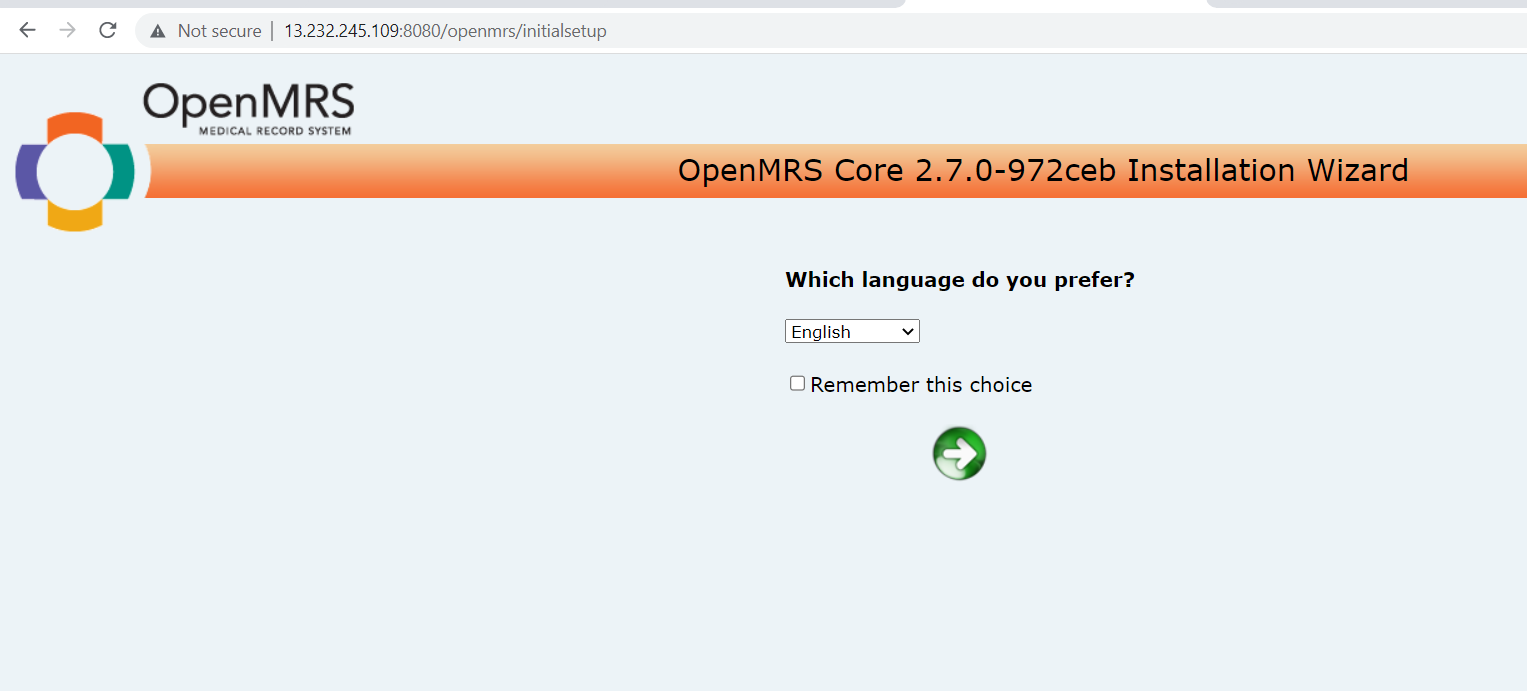 Not secure | 13.232.245.109:8080/openmrs/initialsetup
OpenMRS
MEDICAL RECORD SYSTEM
OpenMRS Core 2.7.0-972ceb Installation Wizard
Which language do you prefer?
English
Remember this choice